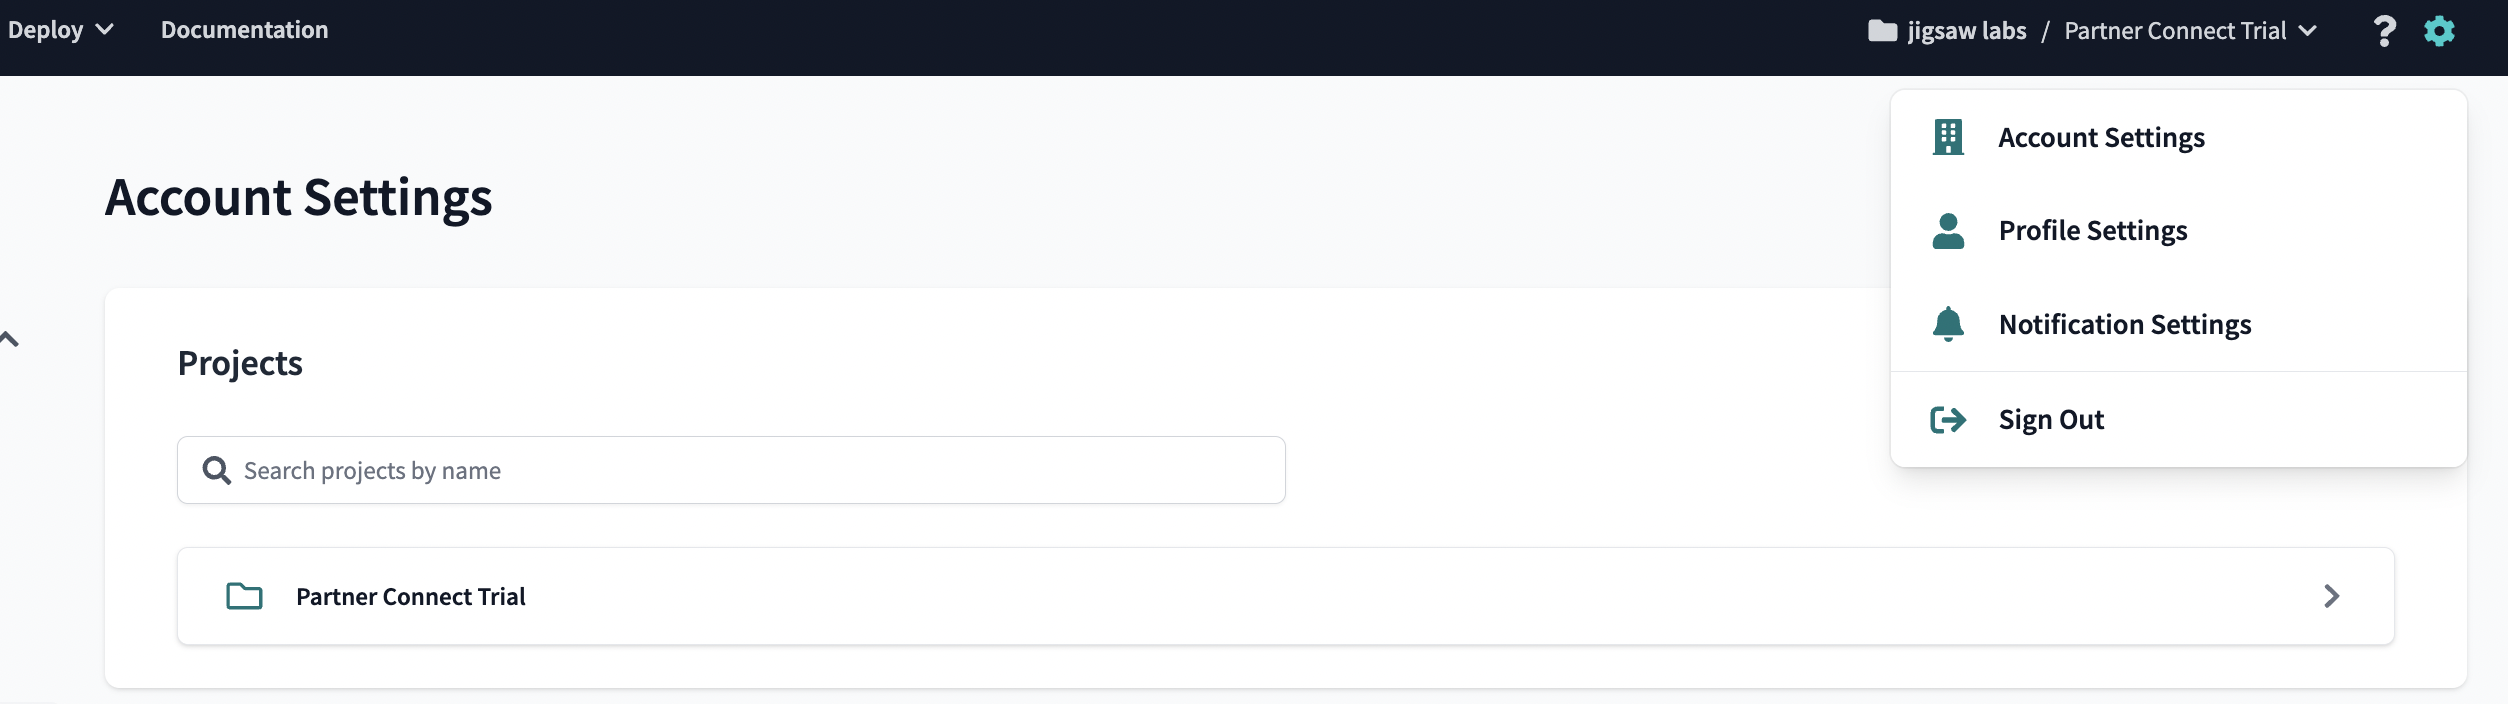 Deploy Documentation jigsaw labs / Partner Connect Trial ?
Account Settings
Account Settings
Profile Settings
Notification Settings
Sign Out
Projects
Search projects by name
Partner Connect Trial